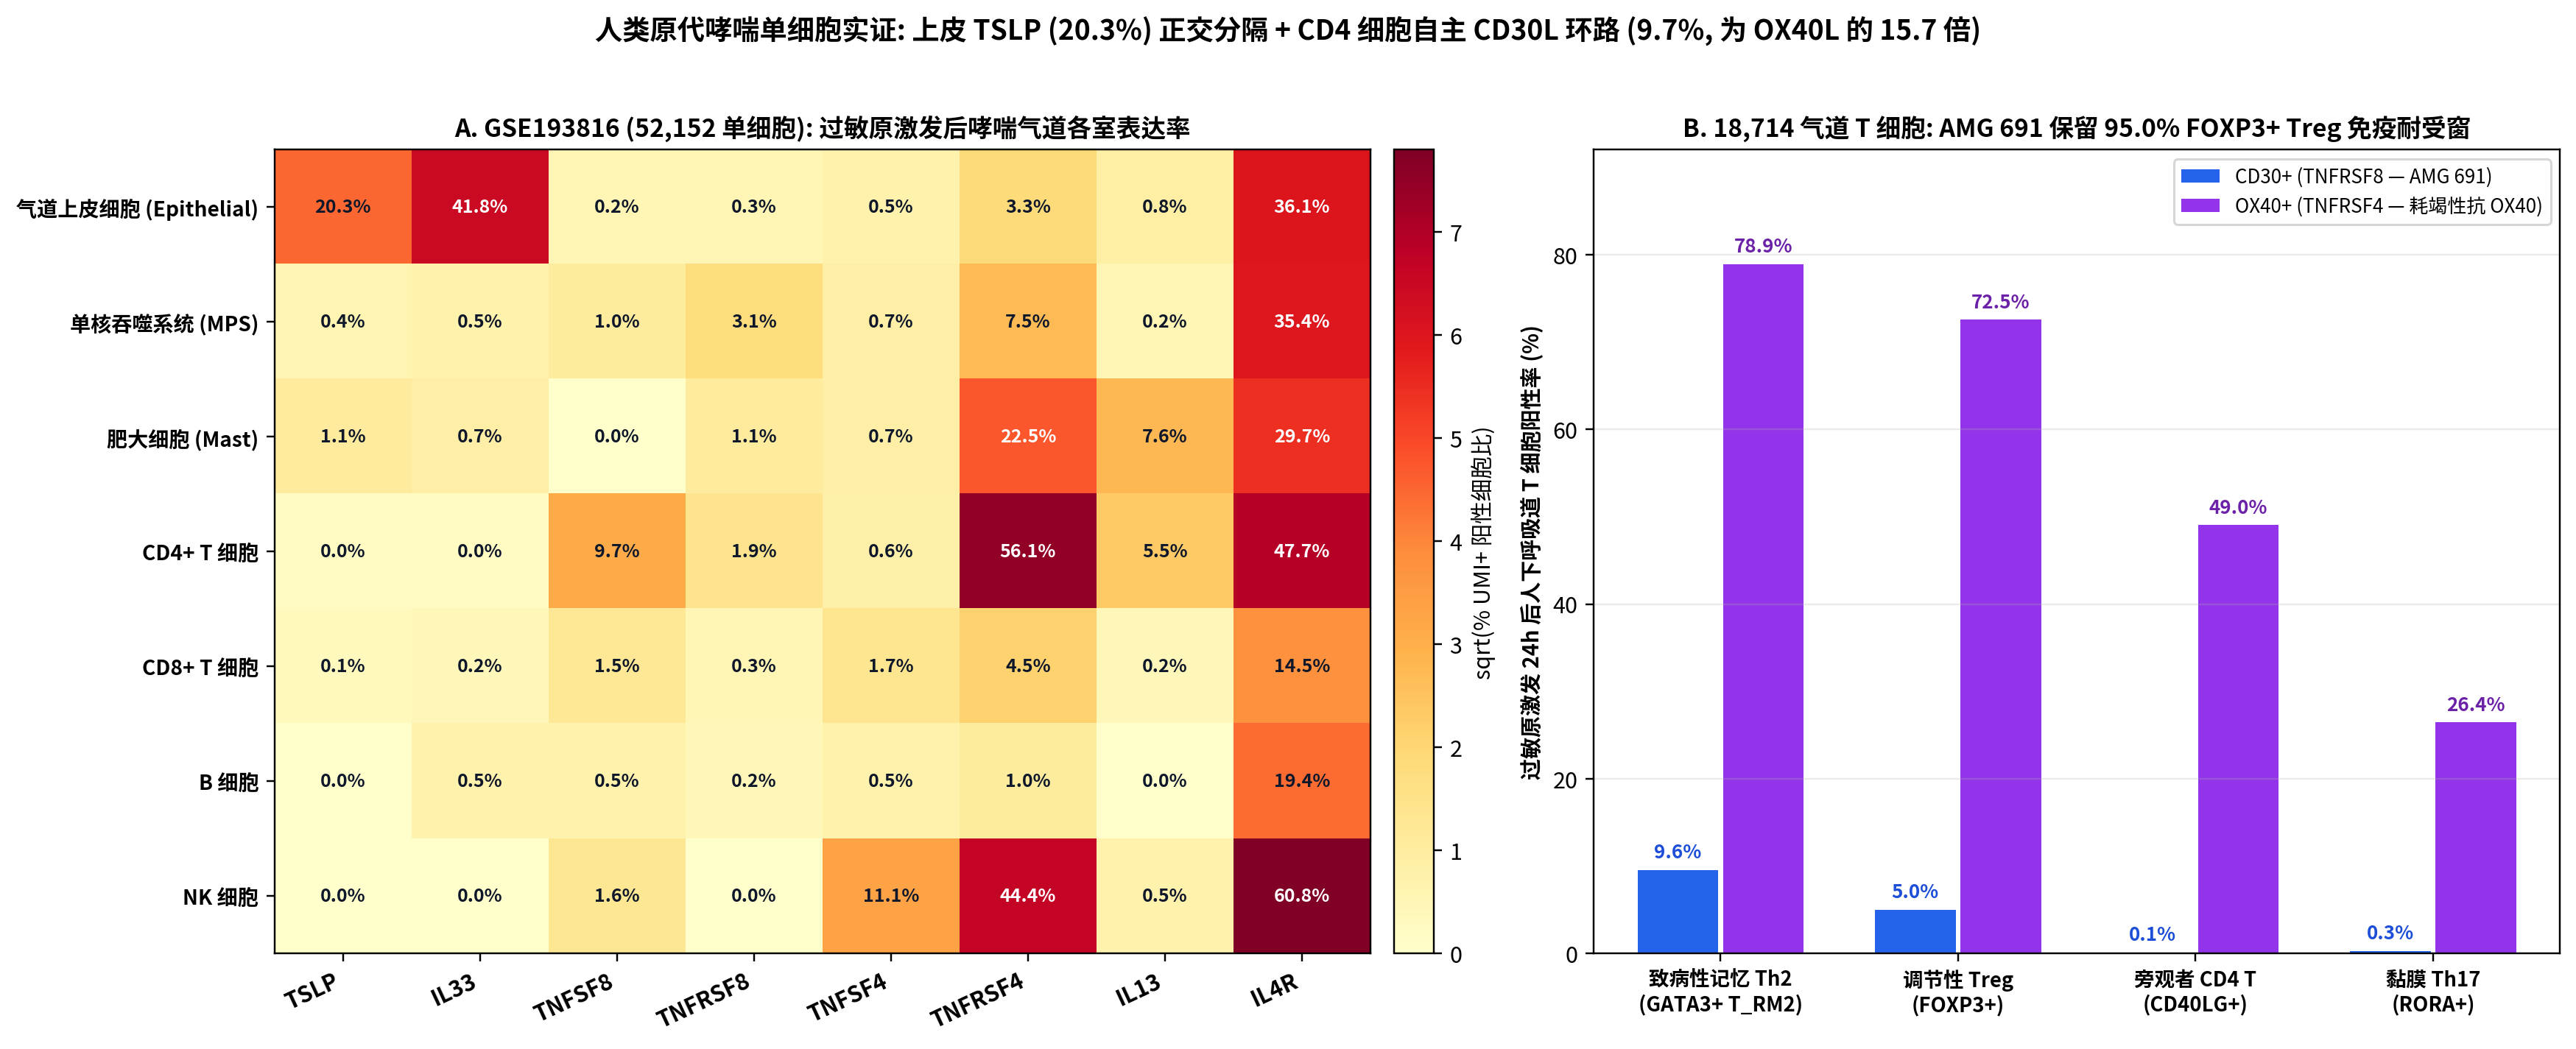 人类原代哮喘单细胞实证: 上皮 TSLP (20.3%) 正交分隔 + CD4 细胞自主 CD30L 环路 (9.7%, 为 OX40L 的 15.7 倍)
A. GSE193816 (52,152 单细胞): 过敏原激发后哮喘气道各室表达率
气道上皮细胞 (Epithelial) 20.3% 41.8% 0.2% 0.3% 0.5% 3.3% 0.8% 36.1%
单核吞噬系统 (MPS) 0.4% 0.5% 1.0% 3.1% 0.7% 7.5% 0.2% 35.4%
肥大细胞 (Mast) 1.1% 0.7% 0.0% 1.1% 0.7% 22.5% 7.6% 29.7%
CD4+ T 细胞 0.0% 0.0% 9.7% 1.9% 0.6% 56.1% 5.5% 47.7%
CD8+ T 细胞 0.1% 0.2% 1.5% 0.3% 1.7% 4.5% 0.2% 14.5%
B 细胞 0.0% 0.5% 0.5% 0.2% 0.5% 1.0% 0.0% 19.4%
NK 细胞 0.0% 0.0% 1.6% 0.0% 11.1% 44.4% 0.5% 60.8%
TSLP IL33 TNFSF8 TNFRSF8 TNFSF4 TNFRSF4 IL13 IL4R
7
6
5
4
3
2
1
0
sqrt(% UMI+ 阳性细胞比)
B. 18,714 气道 T 细胞: AMG 691 保留 95.0% FOXP3+ Treg 免疫耐受窗
CD30+ (TNFRSF8 — AMG 691)
OX40+ (TNFRSF4 — 耗竭性抗 OX40)
过敏原激发 24h 后人下呼吸道 T 细胞阳性率 (%)
80
60
40
20
0
9.6% 78.9%
5.0% 72.5%
0.1% 49.0%
0.3% 26.4%
致病性记忆 Th2
(GATA3+ T_RM2)
调节性 Treg
(FOXP3+)
旁观者 CD4 T
(CD40LG+)
黏膜 Th17
(RORA+)